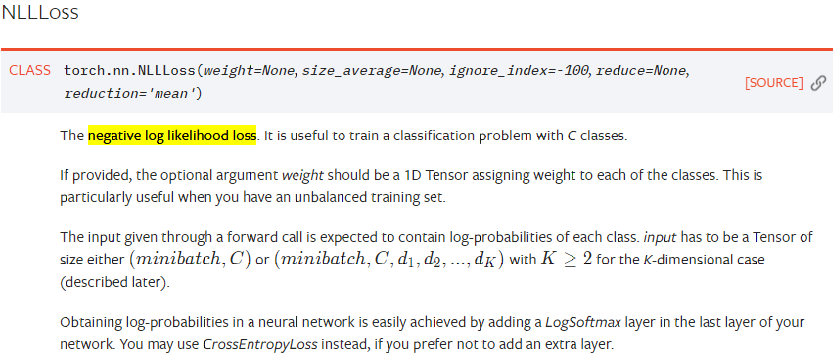 NLLLoss
CLASS torch.nn.NLLLoss(weight=None, size_average=None, ignore_index=-100, reduce=None,
reduction='mean') [SOURCE]
The negative log likelihood loss. It is useful to train a classification problem with C classes.
If provided, the optional argument weight should be a 1D Tensor assigning weight to each of the classes. This is
particularly useful when you have an unbalanced training set.
The input given through a forward call is expected to contain log-probabilities of each class. input has to be a Tensor of
size either (minibatch, C) or (minibatch, C, d₁, d₂, ..., d_K) with K ≥ 2 for the K-dimensional case
(described later).
Obtaining log-probabilities in a neural network is easily achieved by adding a LogSoftmax layer in the last layer of your
network. You may use CrossEntropyLoss instead, if you prefer not to add an extra layer.